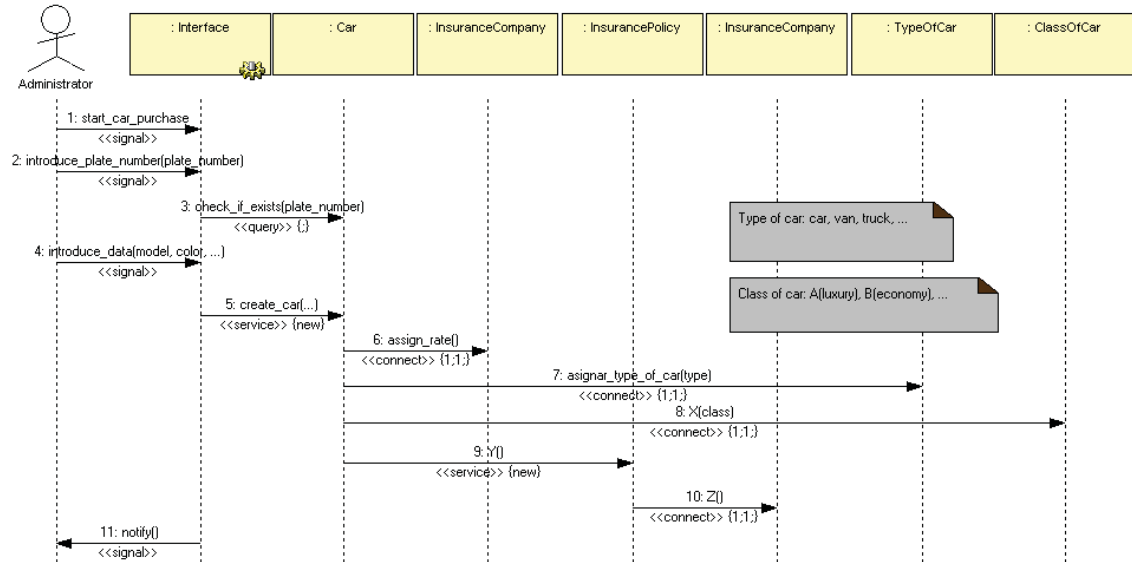 : Interface
: Car
: InsuranceCompany
: InsurancePolicy
: InsuranceCompany
: TypeOfCar
: ClassOfCar
Administrator
1: start_car_purchase
<<signal>>
2: introduce_plate_number(plate_number)
<<signal>>
3: check_if_exists(plate_number)
<<query>> {;}
Type of car: car, van, truck, ...
4: introduce_data(model, color, ...)
<<signal>>
Class of car: A(luxury), B(economy), ...
5: create_car(...)
<<service>> {new}
6: assign_rate()
<<connect>> {1;1;}
7: asignar_type_of_car(type)
<<connect>> {1;1;}
8: X(class)
<<connect>> {1;1;}
9: Y()
<<service>> {new}
10: Z()
<<connect>> {1;1;}
11: notify()
<<signal>>